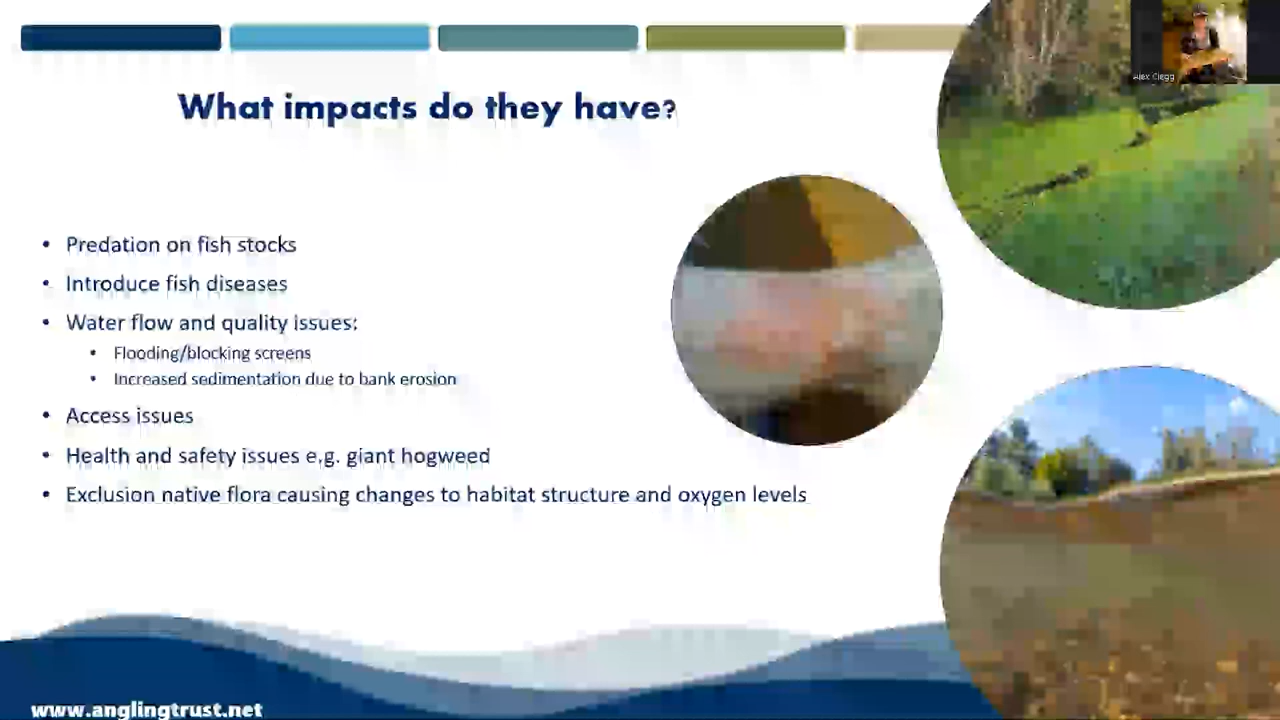 Alex Clegg
What impacts do they have?
• Predation on fish stocks
• Introduce fish diseases
• Water flow and quality issues:
• Flooding/blocking screens
• Increased sedimentation due to bank erosion
• Access issues
• Health and safety issues e.g. giant hogweed
• Exclusion native flora causing changes to habitat structure and oxygen levels
www.anglingtrust.net